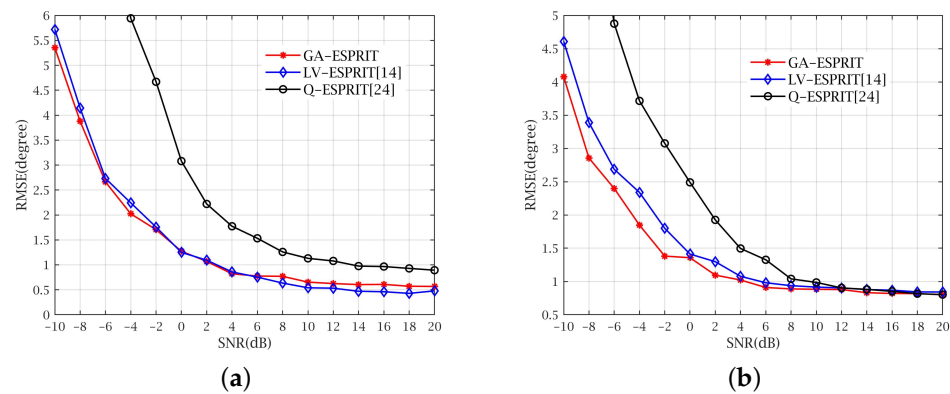 6
5.5
5
4.5
4
3.5
3
2.5
2
1.5
1
0.5
0
RMSE(degree)
GA−ESPRIT
LV−ESPRIT[14]
Q−ESPRIT[24]
−10 −8 −6 −4 −2 0 2 4 6 8 10 12 14 16 18 20
SNR(dB)
(a)
5
4.5
4
3.5
3
2.5
2
1.5
1
0.5
RMSE(degree)
GA−ESPRIT
LV−ESPRIT[14]
Q−ESPRIT[24]
−10 −8 −6 −4 −2 0 2 4 6 8 10 12 14 16 18 20
SNR(dB)
(b)